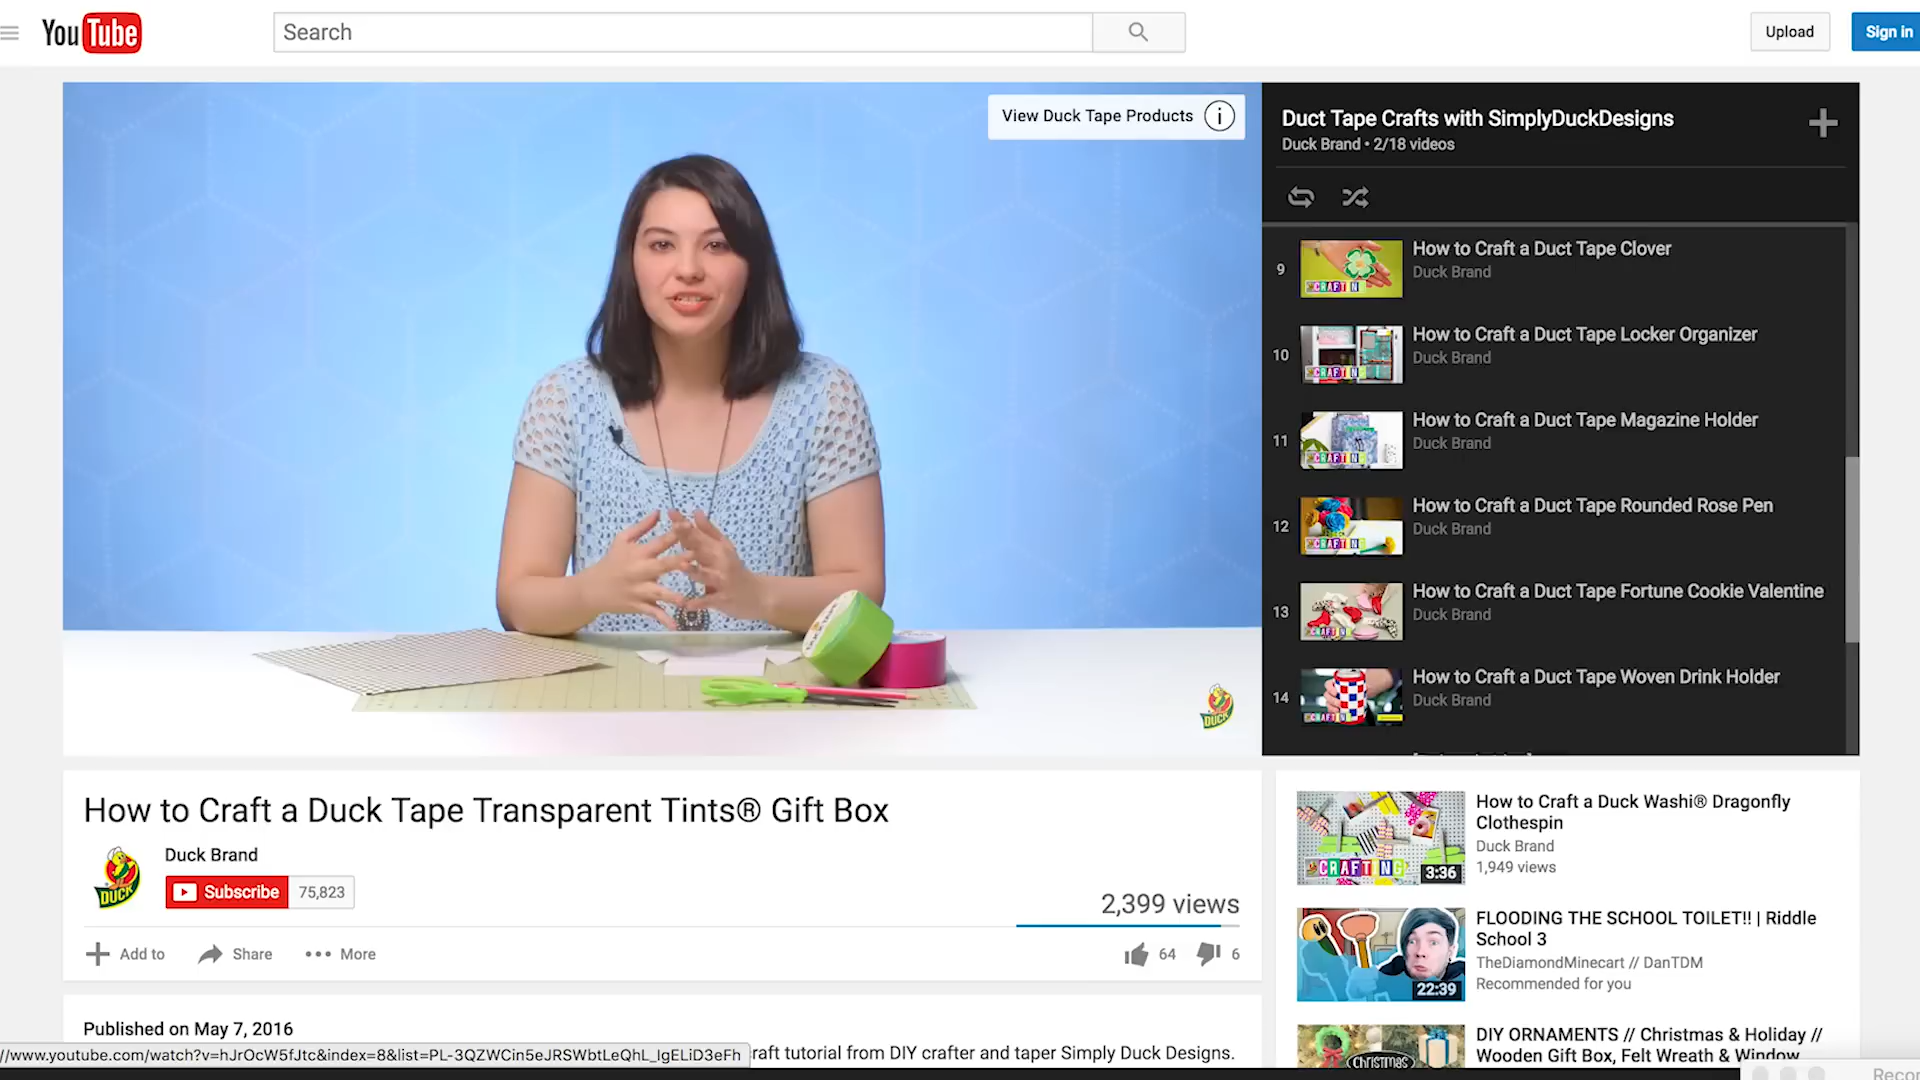 YouTube
Search
Upload
Sign in
View Duck Tape Products
Duct Tape Crafts with SimplyDuckDesigns
Duck Brand • 2/18 videos
9
How to Craft a Duct Tape Clover
Duck Brand
10
How to Craft a Duct Tape Locker Organizer
Duck Brand
11
How to Craft a Duct Tape Magazine Holder
Duck Brand
12
How to Craft a Duct Tape Rounded Rose Pen
Duck Brand
13
How to Craft a Duct Tape Fortune Cookie Valentine
Duck Brand
14
How to Craft a Duct Tape Woven Drink Holder
Duck Brand
DUCK
How to Craft a Duck Tape Transparent Tints® Gift Box
DUCK
Duck Brand
Subscribe 75,823
2,399 views
Add to Share More
64 6
Published on May 7, 2016
//www.youtube.com/watch?v=hJrOcW5fJtc&index=8&list=PL-3QZWCin5eJRSWbtLeQhL_lgELiD3eFh
raft tutorial from DIY crafter and taper Simply Duck Designs.
CRAFTING
3:36
How to Craft a Duck Washi® Dragonfly
Clothespin
Duck Brand
1,949 views
22:39
FLOODING THE SCHOOL TOILET!! | Riddle
School 3
TheDiamondMinecart // DanTDM
Recommended for you
CHRISTMAS
DIY ORNAMENTS // Christmas & Holiday //
Wooden Gift Box, Felt Wreath & Window